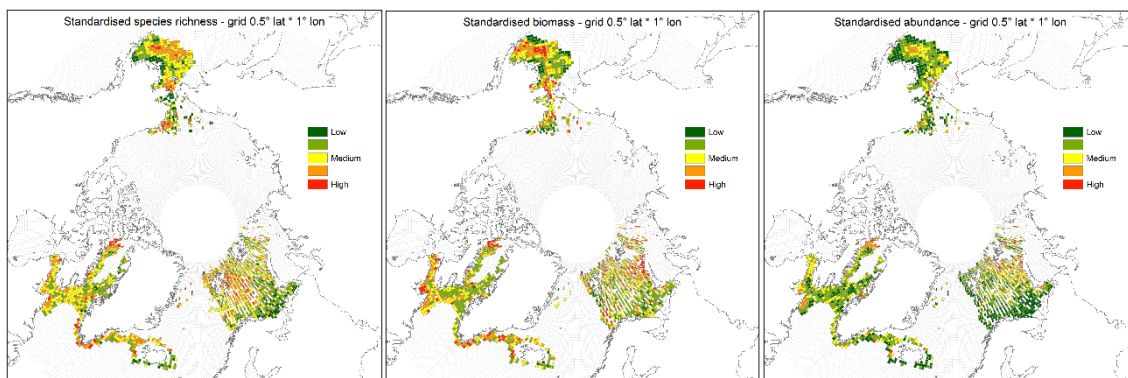 Standardised species richness - grid 0.5° lat * 1° lon
Low
Medium
High
Standardised biomass - grid 0.5° lat * 1° lon
Low
Medium
High
Standardised abundance - grid 0.5° lat * 1° lon
Low
Medium
High